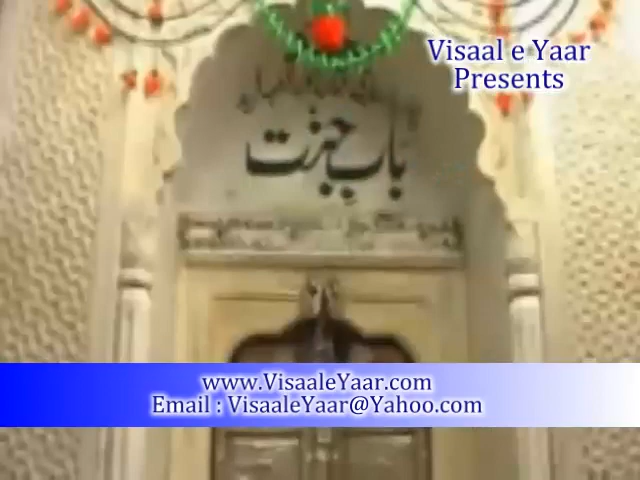 Visaal e Yaar
Presents
باب جنت
www.VisaaleYaar.com
Email : VisaaleYaar@Yahoo.com